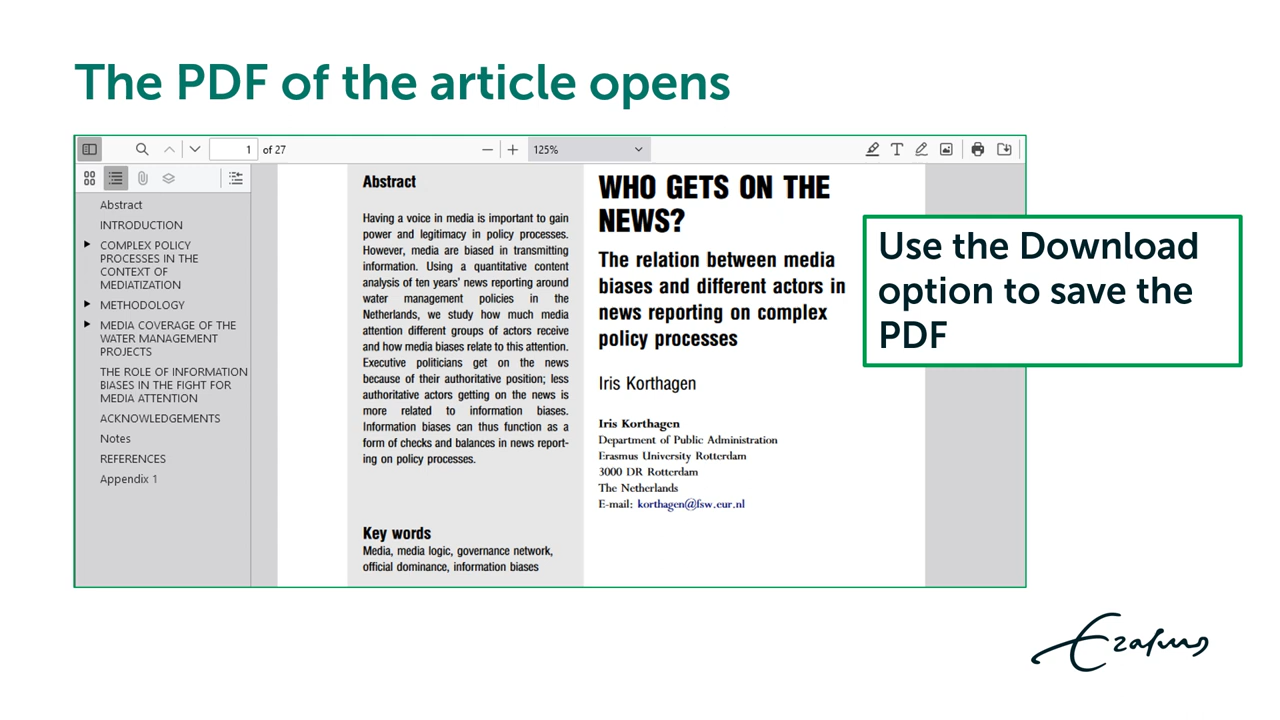 The PDF of the article opens
1 of 27
125%
Abstract
INTRODUCTION
COMPLEX POLICY
PROCESSES IN THE
CONTEXT OF
MEDIATIZATION
METHODOLOGY
MEDIA COVERAGE OF THE
WATER MANAGEMENT
PROJECTS
THE ROLE OF INFORMATION
BIASES IN THE FIGHT FOR
MEDIA ATTENTION
ACKNOWLEDGEMENTS
Notes
REFERENCES
Appendix 1
Abstract
Having a voice in media is important to gain
power and legitimacy in policy processes.
However, media are biased in transmitting
information. Using a quantitative content
analysis of ten years' news reporting around
water management policies in the
Netherlands, we study how much media
attention different groups of actors receive
and how media biases relate to this attention.
Executive politicians get on the news
because of their authoritative position; less
authoritative actors getting on the news is
more related to information biases.
Information biases can thus function as a
form of checks and balances in news report-
ing on policy processes.
Key words
Media, media logic, governance network,
official dominance, information biases
WHO GETS ON THE
NEWS?
The relation between media
biases and different actors in
news reporting on complex
policy processes
Iris Korthagen
Iris Korthagen
Department of Public Administration
Erasmus University Rotterdam
3000 DR Rotterdam
The Netherlands
E-mail: korthagen@fsw.eur.nl
Use the Download
option to save the
PDF
Erasmus